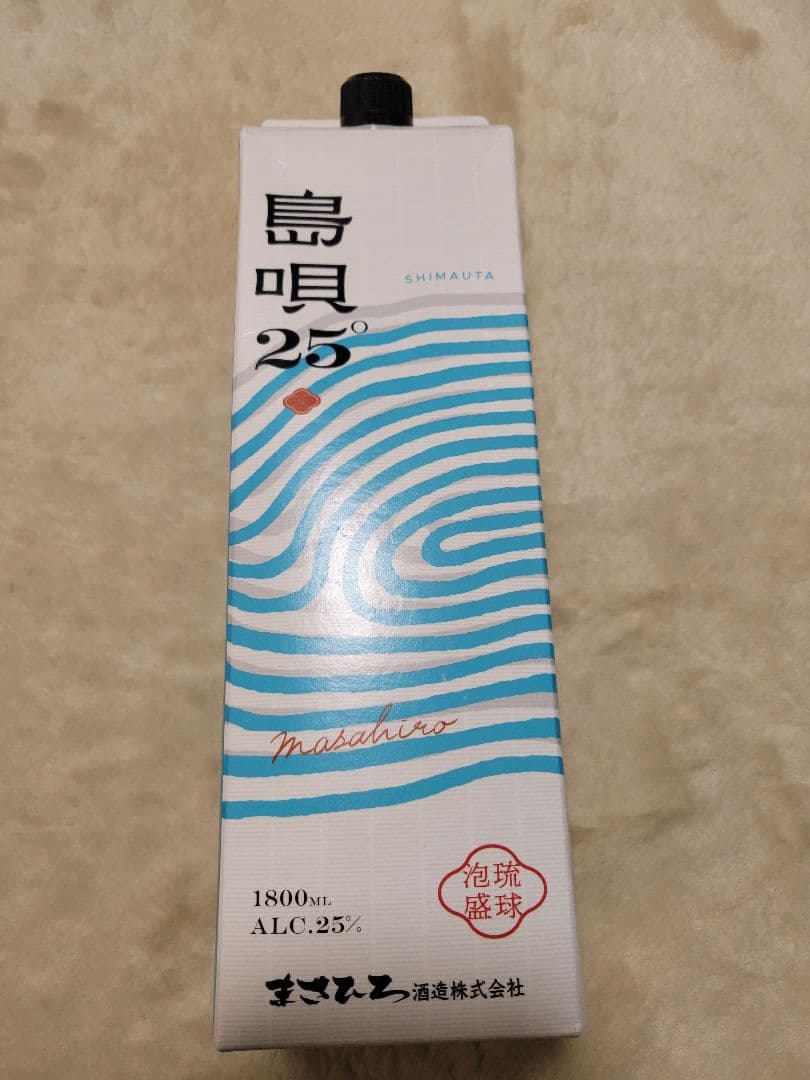 島唄
25°
SHIMAUTA
masahiro
1800ML
ALC.25%
琉球
泡盛
まさひろ酒造株式会社